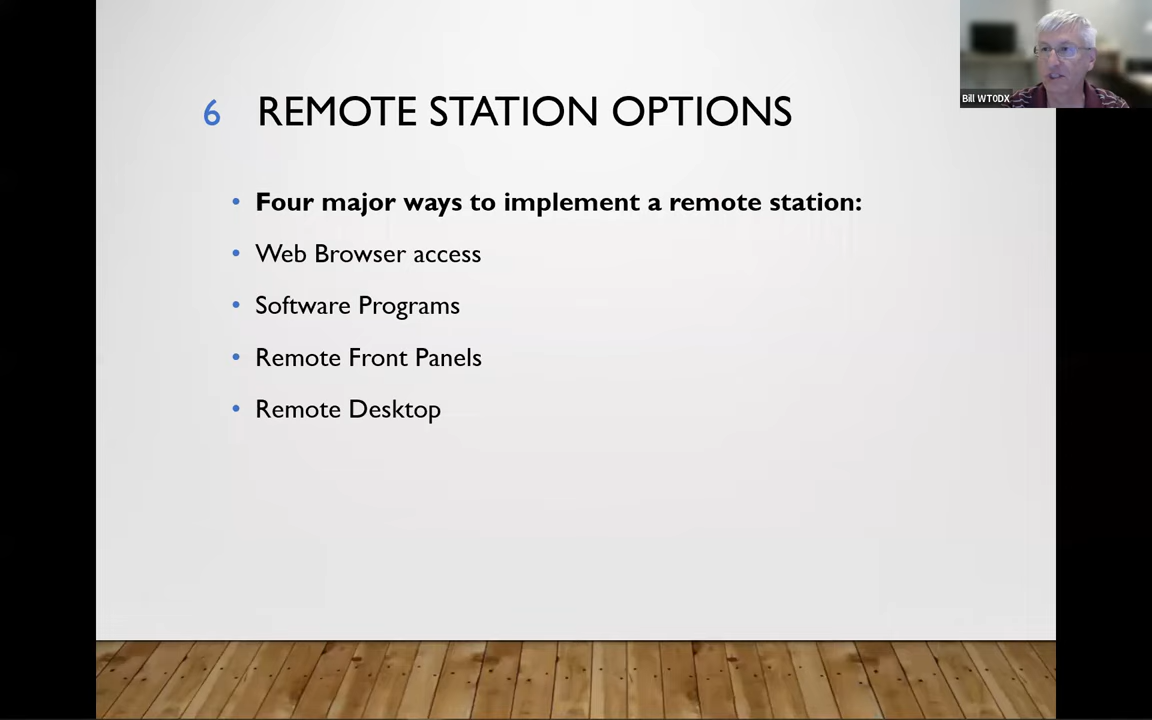 6 REMOTE STATION OPTIONS
Bill WT0DX
• Four major ways to implement a remote station:
• Web Browser access
• Software Programs
• Remote Front Panels
• Remote Desktop